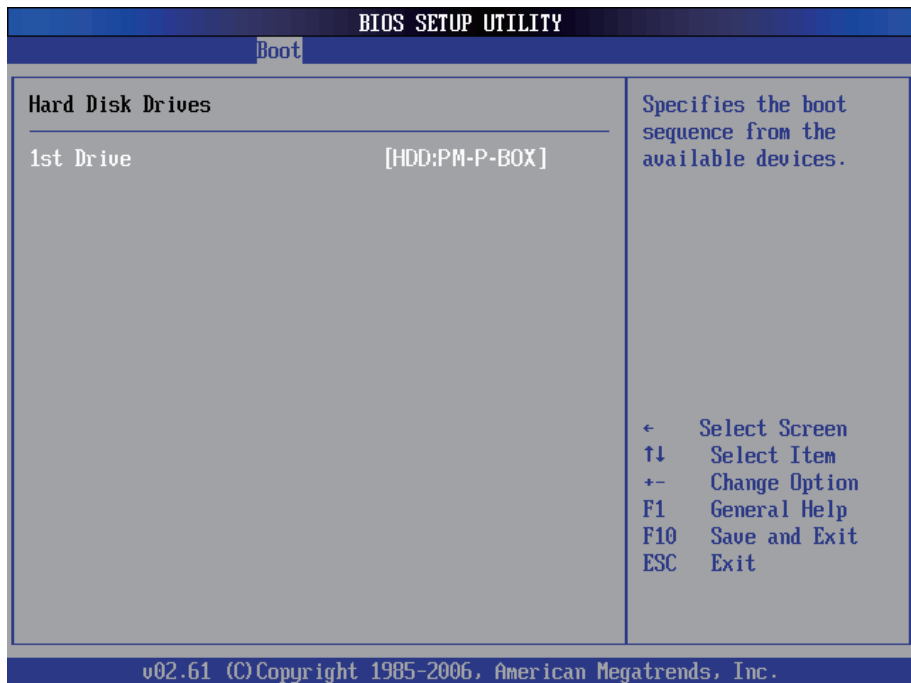 BIOS SETUP UTILITY
Boot
Hard Disk Drives
1st Drive [HDD:PM-P-BOX]
Specifies the boot
sequence from the
available devices.
← Select Screen
↑↓ Select Item
+- Change Option
F1 General Help
F10 Save and Exit
ESC Exit
v02.61 (C)Copyright 1985-2006, American Megatrends, Inc.